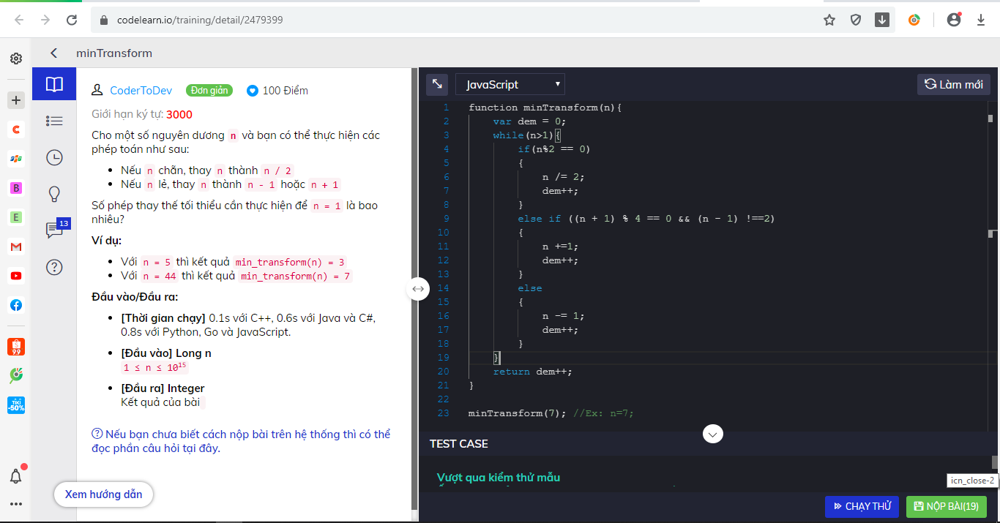 codelearn.io/training/detail/2479399
minTransform
CoderToDev Đơn giản 100 Điểm
Giới hạn ký tự: 3000
Cho một số nguyên dương n và bạn có thể thực hiện các
phép toán như sau:
Nếu n chẵn, thay n thành n / 2
Nếu n lẻ, thay n thành n - 1 hoặc n + 1
Số phép thay thế tối thiểu cần thực hiện để n = 1 là bao
nhiêu?
Ví dụ:
Với n = 5 thì kết quả min_transform(n) = 3
Với n = 44 thì kết quả min_transform(n) = 7
Đầu vào/Đầu ra:
[Thời gian chạy] 0.1s với C++, 0.6s với Java và C#,
0.8s với Python, Go và JavaScript.
[Đầu vào] Long n
1 ≤ n ≤ 10¹⁵
[Đầu ra] Integer
Kết quả của bài
Nếu bạn chưa biết cách nộp bài trên hệ thống thì có thể
đọc phần câu hỏi tại đây.
Xem hướng dẫn
13
C
FPT
B
E
99
TIKI
-50%
JavaScript
Làm mới
1 function minTransform(n){
2 var dem = 0;
3 while(n>1){
4 if(n%2 == 0)
5 {
6 n /= 2;
7 dem++;
8 }
9 else if ((n + 1) % 4 == 0 && (n - 1) !==2)
10 {
11 n +=1;
12 dem++;
13 }
14 else
15 {
16 n -= 1;
17 dem++;
18 }
19 }
20 return dem++;
21 }
22
23 minTransform(7); //Ex: n=7;
TEST CASE
Vượt qua kiểm thử mẫu
icn_close-2
CHẠY THỬ
NỘP BÀI(19)